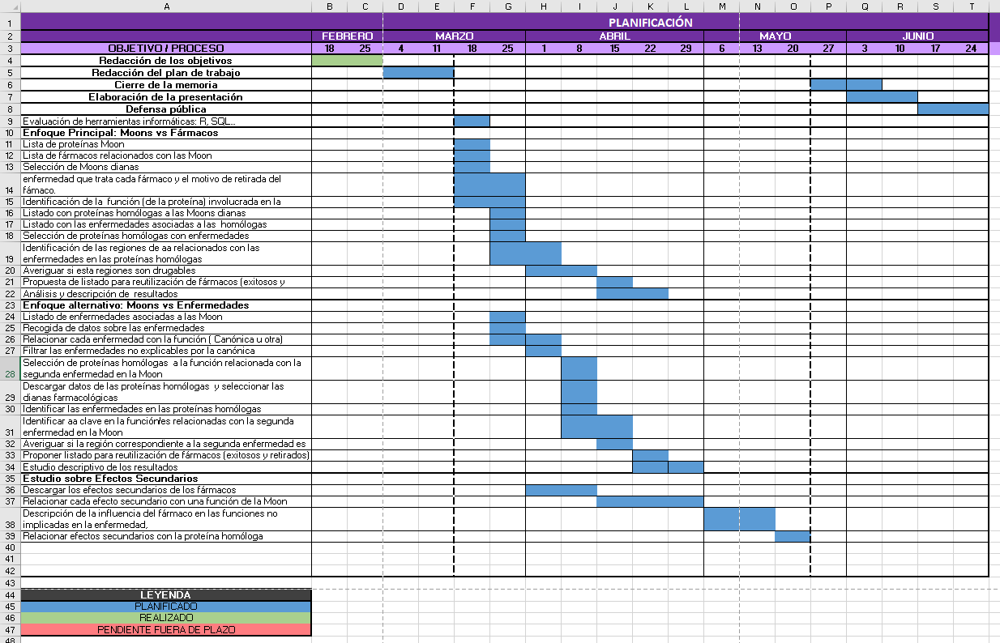 A B C D E F G H I J K L M N O P Q R S T
1 PLANIFICACIÓN
2 FEBRERO MARZO ABRIL MAYO JUNIO
3 OBJETIVO / PROCESO 18 25 4 11 18 25 1 8 15 22 29 6 13 20 27 3 10 17 24
4 Redacción de los objetivos
5 Redacción del plan de trabajo
6 Cierre de la memoria
7 Elaboración de la presentación
8 Defensa pública
9 Evaluación de herramientas informáticas: R, SQL...
10 Enfoque Principal: Moons vs Fármacos
11 Lista de proteínas Moon
12 Lista de fármacos relacionados con las Moon
13 Selección de Moons dianas
enfermedad que trata cada fármaco y el motivo de retirada del
14 fámaco.
15 Identificación de la función (de la proteína) involucrada en la
16 Listado con proteínas homólogas a las Moons dianas
17 Listado con las enfermedades asociadas a las homólogas
18 Selección de proteínas homólogas con enfermedades
Identificación de las regiones de aa relacionados con las
19 enfermedades en las proteínas homólogas
20 Averiguar si esta regiones son drugables
21 Propuesta de listado para reutilización de fármacos (exitosos y
22 Análisis y descripción de resultados
23 Enfoque alternativo: Moons vs Enfermedades
24 Listado de enfermedades asociadas a las Moon
25 Recogida de datos sobre las enfermedades
26 Relacionar cada enfermedad con la función ( Canónica u otra)
27 Filtrar las enfermedades no explicables por la canónica
Selección de proteínas homólogas a la función relacionada con la
28 segunda enfermedad en la Moon
Descargar datos de las proteínas homólogas y seleccionar las
29 dianas farmacológicas
30 Identificar las enfermedades en las proteínas homólogas
Identificar aa clave en la función/es relacionadas con la segunda
31 enfermedad en la Moon
32 Averiguar si la región correspondiente a la segunda enfermedad es
33 Proponer listado para reutilización de fármacos (exitosos y retirados)
34 Estudio descriptivo de los resultados
35 Estudio sobre Efectos Secundarios
36 Descargar los efectos secundarios de los fármacos
37 Relacionar cada efecto secundario con una función de la Moon
Descripción de la influencia del fármaco en las funciones no
38 implicadas en la enfermedad,
39 Relacionar efectos secundarios con la proteína homóloga
40
41
42
43
44 LEYENDA
45 PLANIFICADO
46 REALIZADO
47 PENDIENTE FUERA DE PLAZO
48